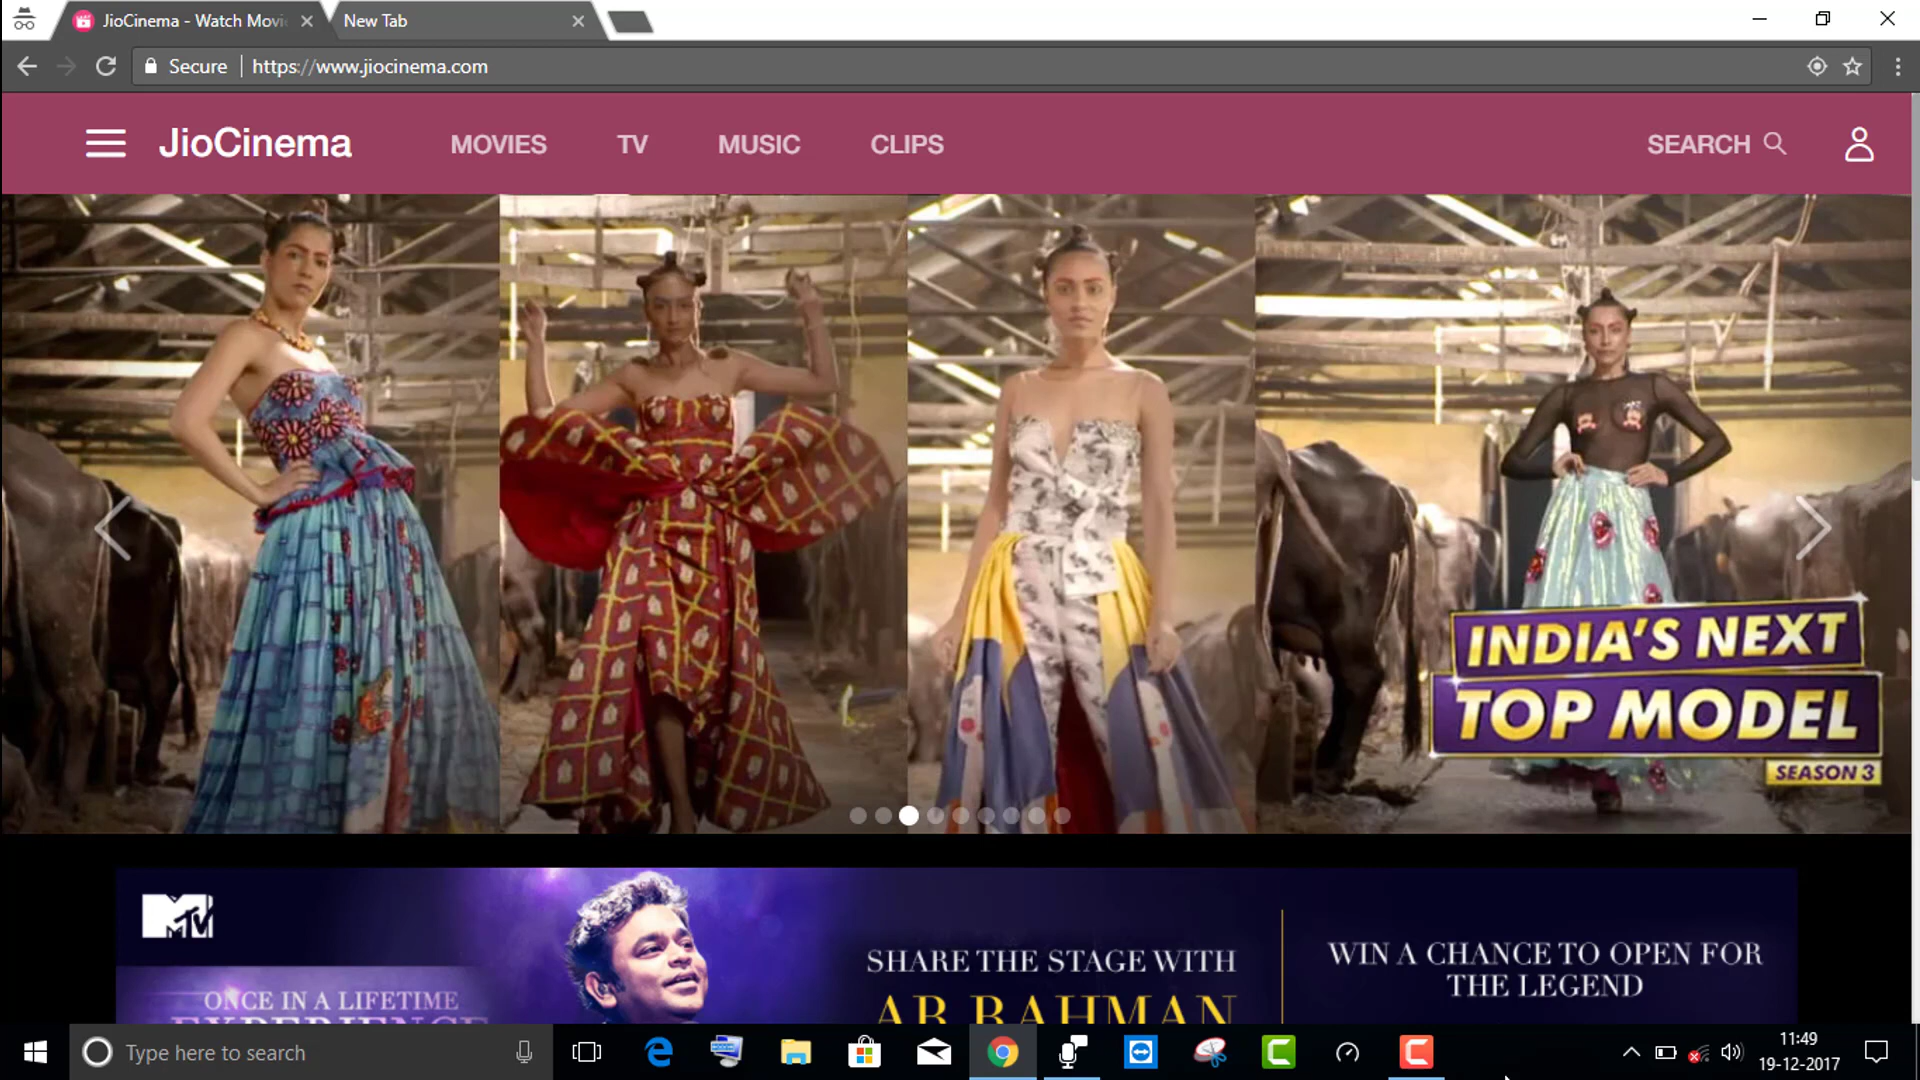 JioCinema - Watch Movi
New Tab
Secure
https://www.jiocinema.com
JioCinema
MOVIES
TV
MUSIC
CLIPS
SEARCH
INDIA'S NEXT
TOP MODEL
SEASON 3
MTV
ONCE IN A LIFETIME
EXPERIENCE
SHARE THE STAGE WITH
AR RAHMAN
WIN A CHANCE TO OPEN FOR
THE LEGEND
Type here to search
11:49
19-12-2017